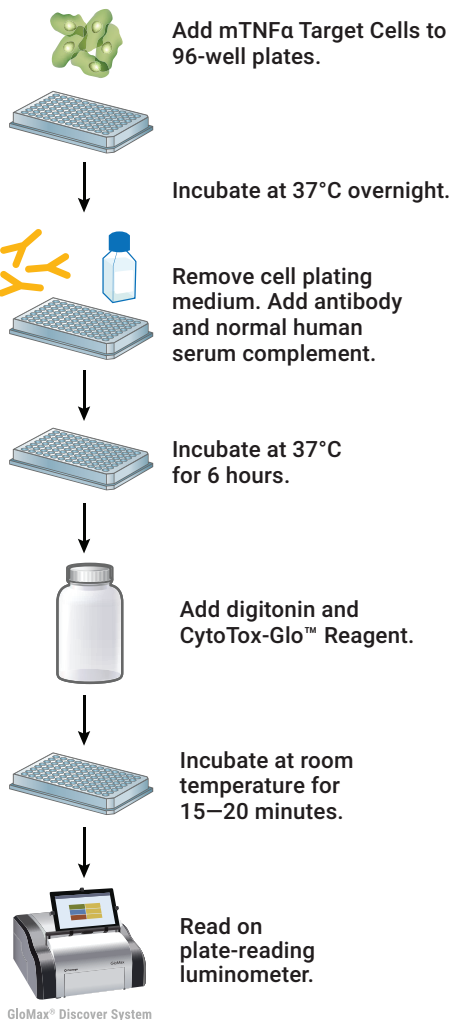 Add mTNFα Target Cells to
96-well plates.
Incubate at 37°C overnight.
Remove cell plating
medium. Add antibody
and normal human
serum complement.
Incubate at 37°C
for 6 hours.
Add digitonin and
CytoTox-Glo™ Reagent.
Incubate at room
temperature for
15—20 minutes.
Read on
plate-reading
luminometer.
GloMax
GloMax® Discover System